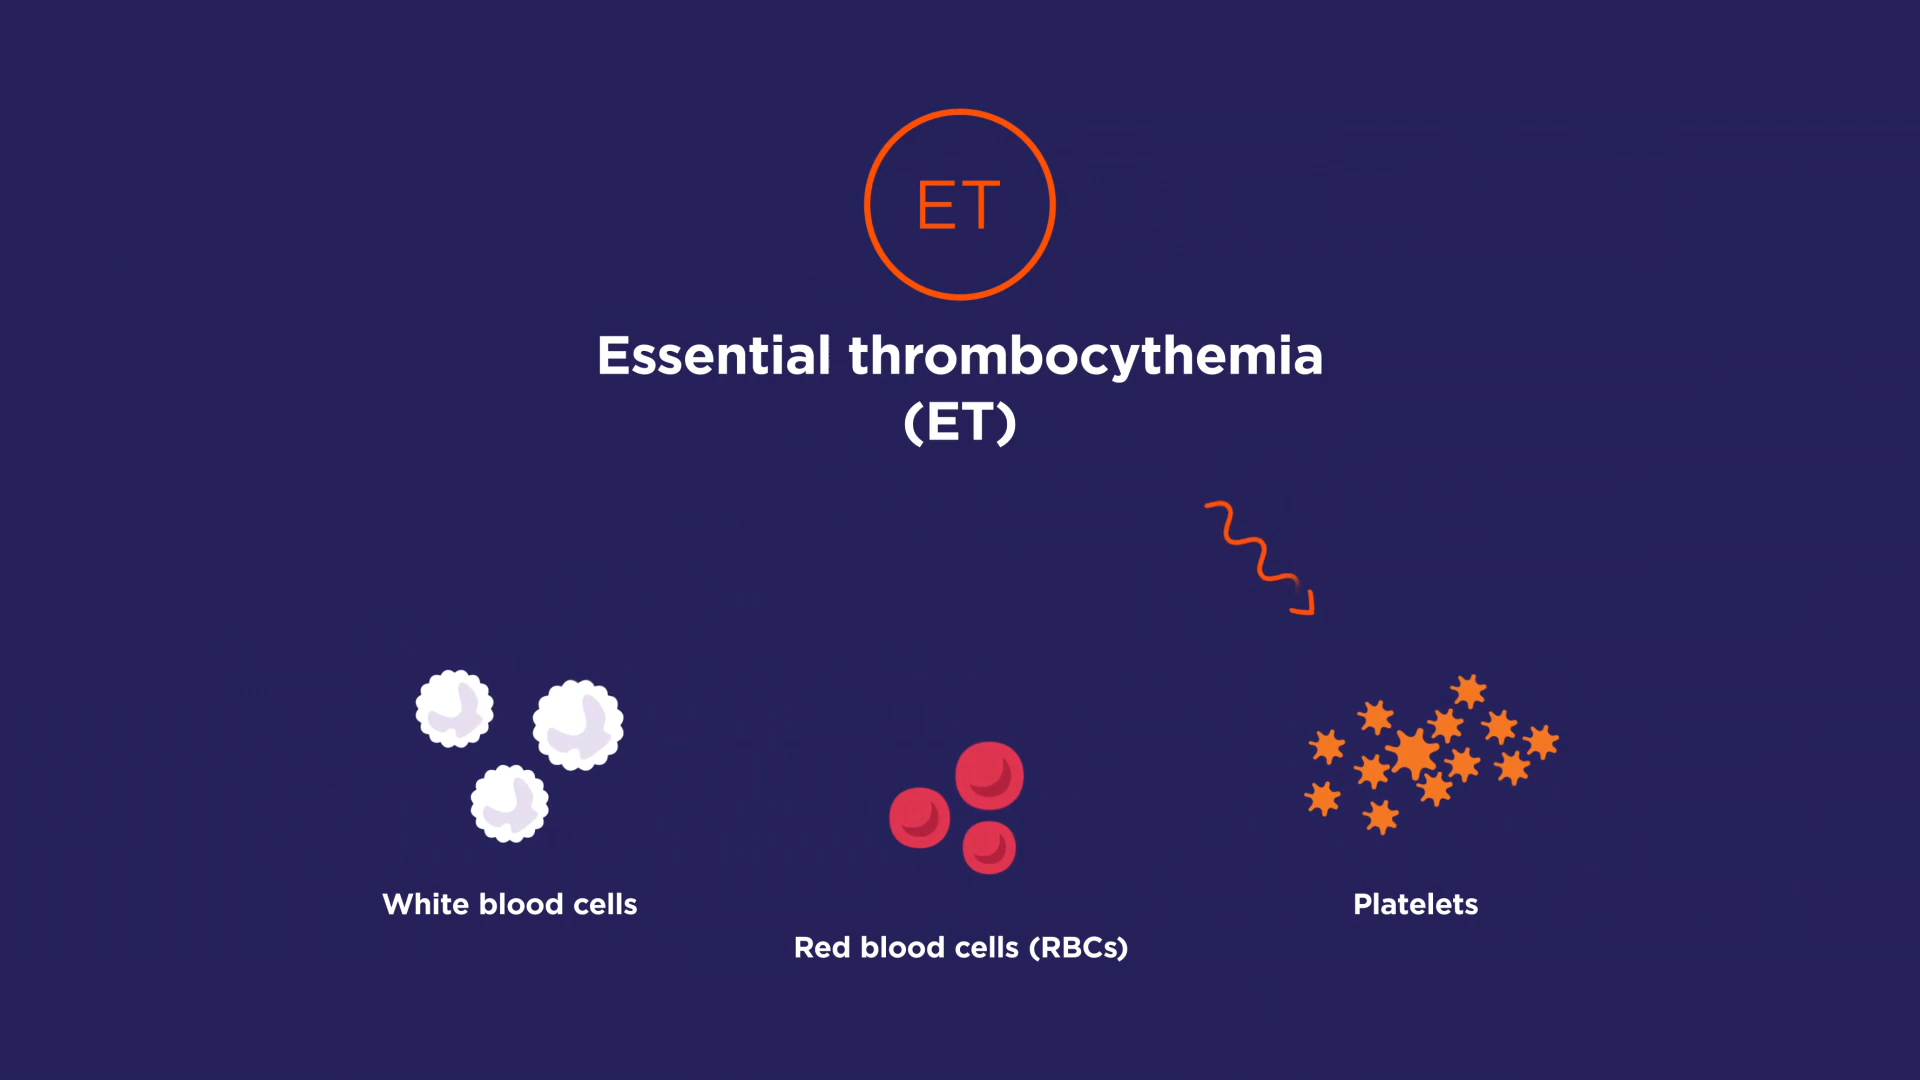 ET
Essential thrombocythemia
(ET)
White blood cells
Red blood cells (RBCs)
Platelets